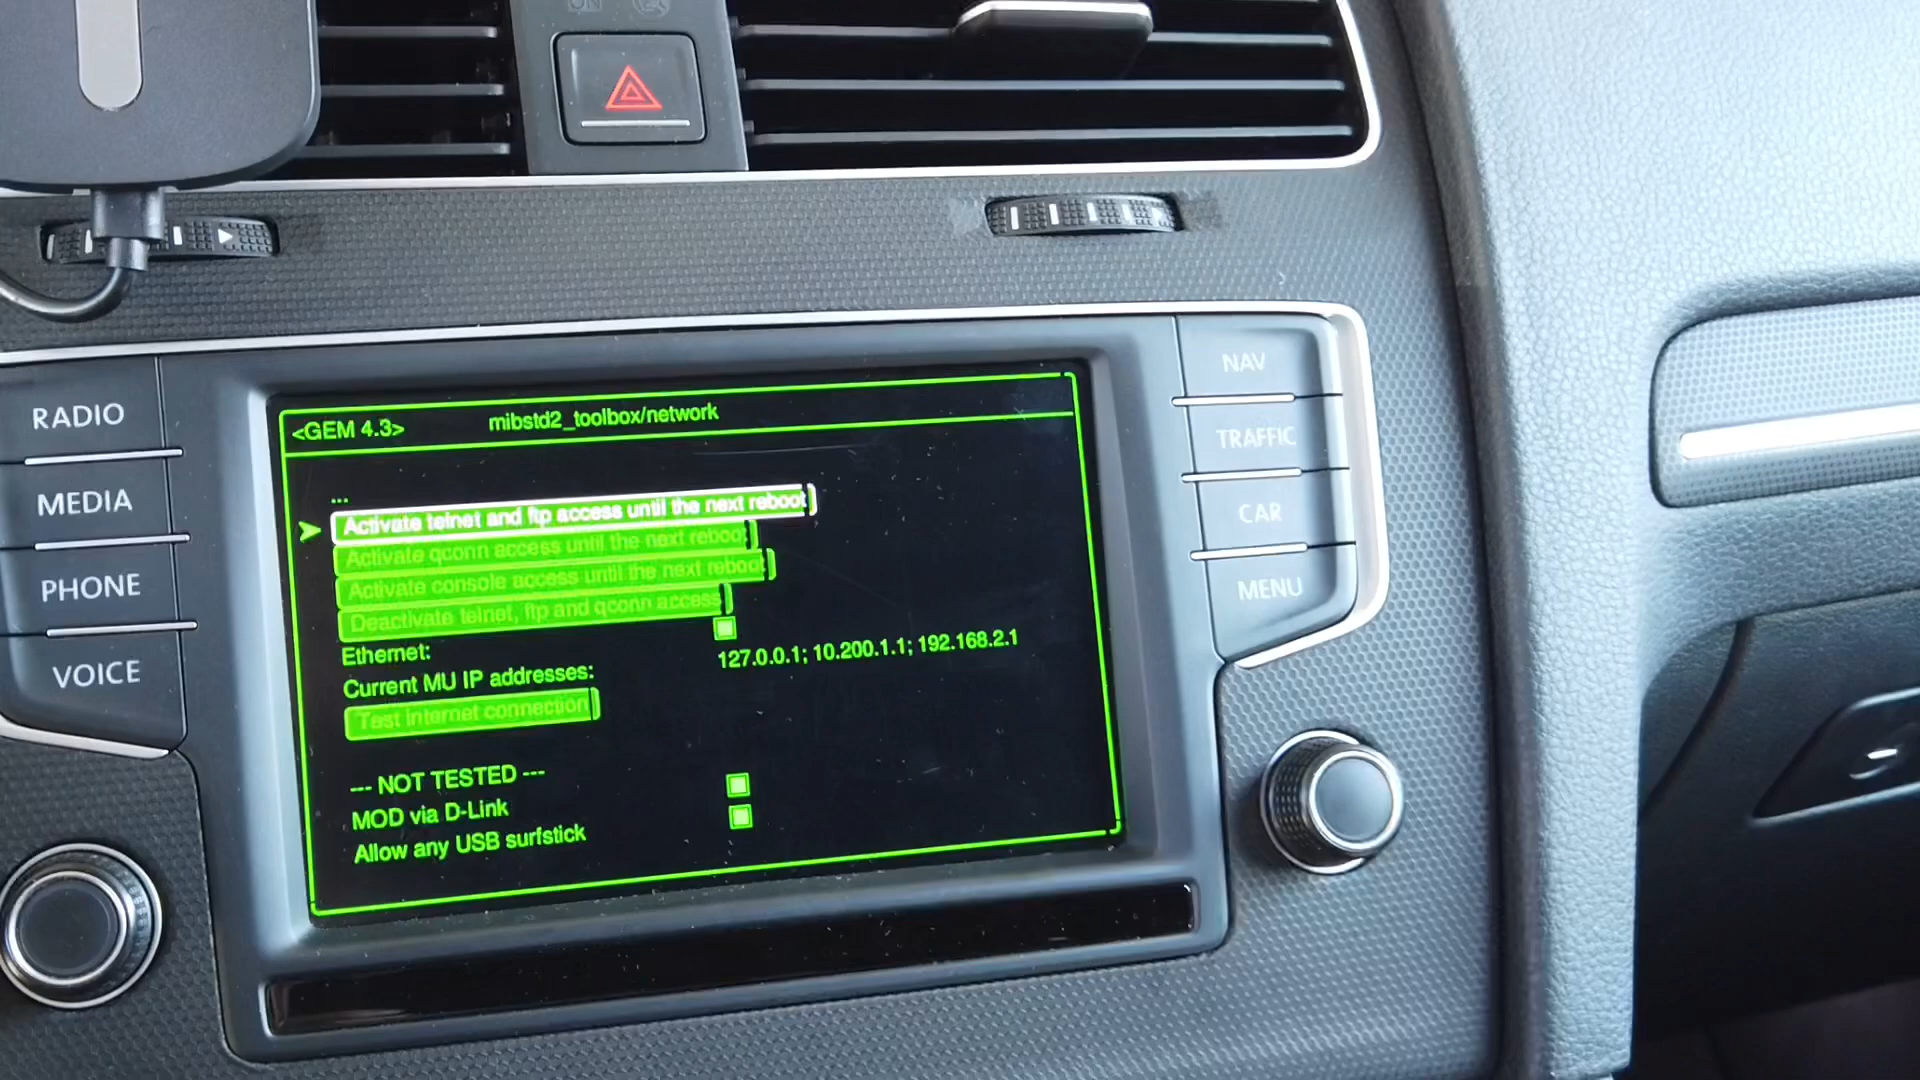 ON
RADIO
MEDIA
PHONE
VOICE
<GEM 4.3> mibstd2_toolbox/network
...
Activate telnet and ftp access until the next reboot
Activate qconn access until the next reboot
Activate console access until the next reboot
Deactivate telnet, ftp and qconn access
Ethernet:
Current MU IP addresses: 127.0.0.1; 10.200.1.1; 192.168.2.1
Test internet connection
--- NOT TESTED ---
MOD via D-Link
Allow any USB surfstick
NAV
TRAFFIC
CAR
MENU